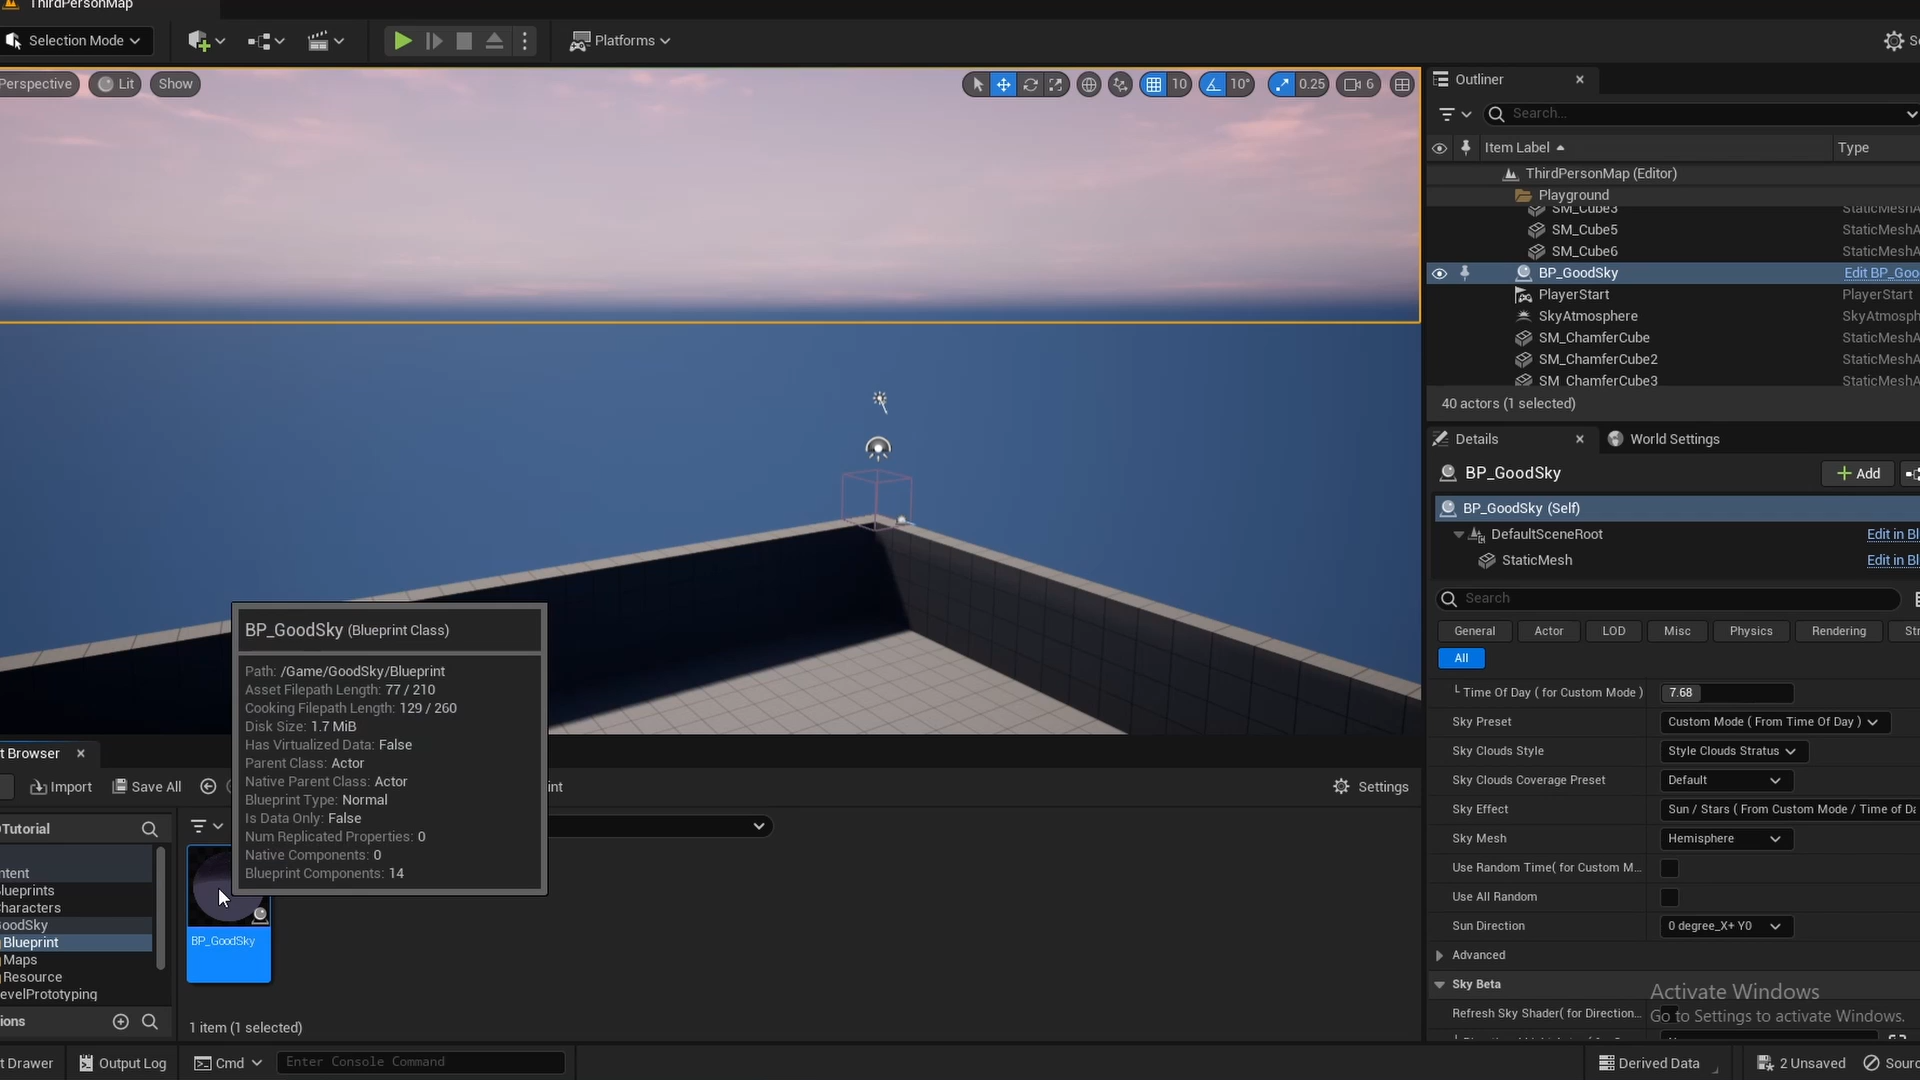 ThirdPersonMap
Selection Mode
Platforms
Perspective
Lit
Show
10
10°
0.25
6
Outliner
Search...
Item Label
Type
ThirdPersonMap (Editor)
Playground
SM_Cube3 StaticMeshA
SM_Cube5 StaticMeshA
SM_Cube6 StaticMeshA
BP_GoodSky Edit BP_Goo
PlayerStart PlayerStart
SkyAtmosphere SkyAtmosph
SM_ChamferCube StaticMeshA
SM_ChamferCube2 StaticMeshA
SM_ChamferCube3 StaticMeshA
40 actors (1 selected)
Details
World Settings
BP_GoodSky
Add
BP_GoodSky (Self)
DefaultSceneRoot Edit in Bl
StaticMesh Edit in Bl
Search
General Actor LOD Misc Physics Rendering Str
All
Time Of Day ( for Custom Mode ) 7.68
Sky Preset Custom Mode ( From Time Of Day )
Sky Clouds Style Style Clouds Stratus
Sky Clouds Coverage Preset Default
Sky Effect Sun / Stars ( From Custom Mode / Time of Da
Sky Mesh Hemisphere
Use Random Time( for Custom M...
Use All Random
Sun Direction 0 degree_X+ Y0
Advanced
Sky Beta
Refresh Sky Shader( for Direction...
Activate Windows
Go to Settings to activate Windows.
BP_GoodSky (Blueprint Class)
Path: /Game/GoodSky/Blueprint
Asset Filepath Length: 77 / 210
Cooking Filepath Length: 129 / 260
Disk Size: 1.7 MiB
Has Virtualized Data: False
Parent Class: Actor
Native Parent Class: Actor
Blueprint Type: Normal
Is Data Only: False
Num Replicated Properties: 0
Native Components: 0
Blueprint Components: 14
t Browser
Import
Save All
int
Settings
Tutorial
ntent
lueprints
haracters
oodSky
Blueprint
Maps
Resource
evelPrototyping
ions
BP_GoodSky
1 item (1 selected)
t Drawer
Output Log
Cmd
Enter Console Command
Derived Data
2 Unsaved
Sourc